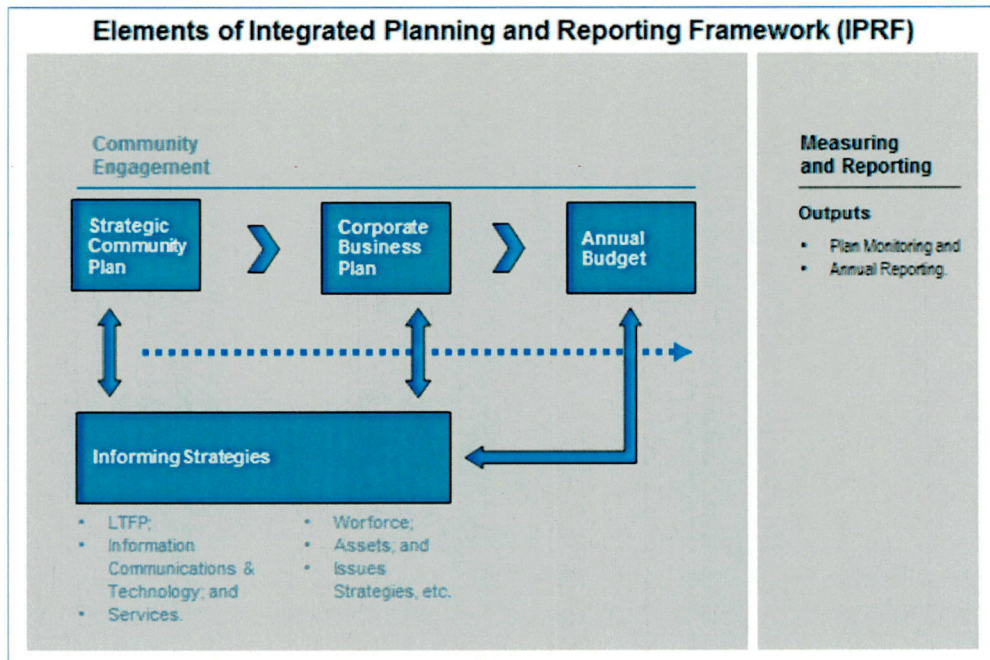 Elements of Integrated Planning and Reporting Framework (IPRF)
Community
Engagement
Strategic
Community
Plan
Corporate
Business
Plan
Annual
Budget
Informing Strategies
• LTFP;
• Information
Communications &
Technology; and
• Services.
• Worforce;
• Assets; and
• Issues
Strategies, etc.
Measuring
and Reporting
Outputs
• Plan Monitoring and
• Annual Reporting.